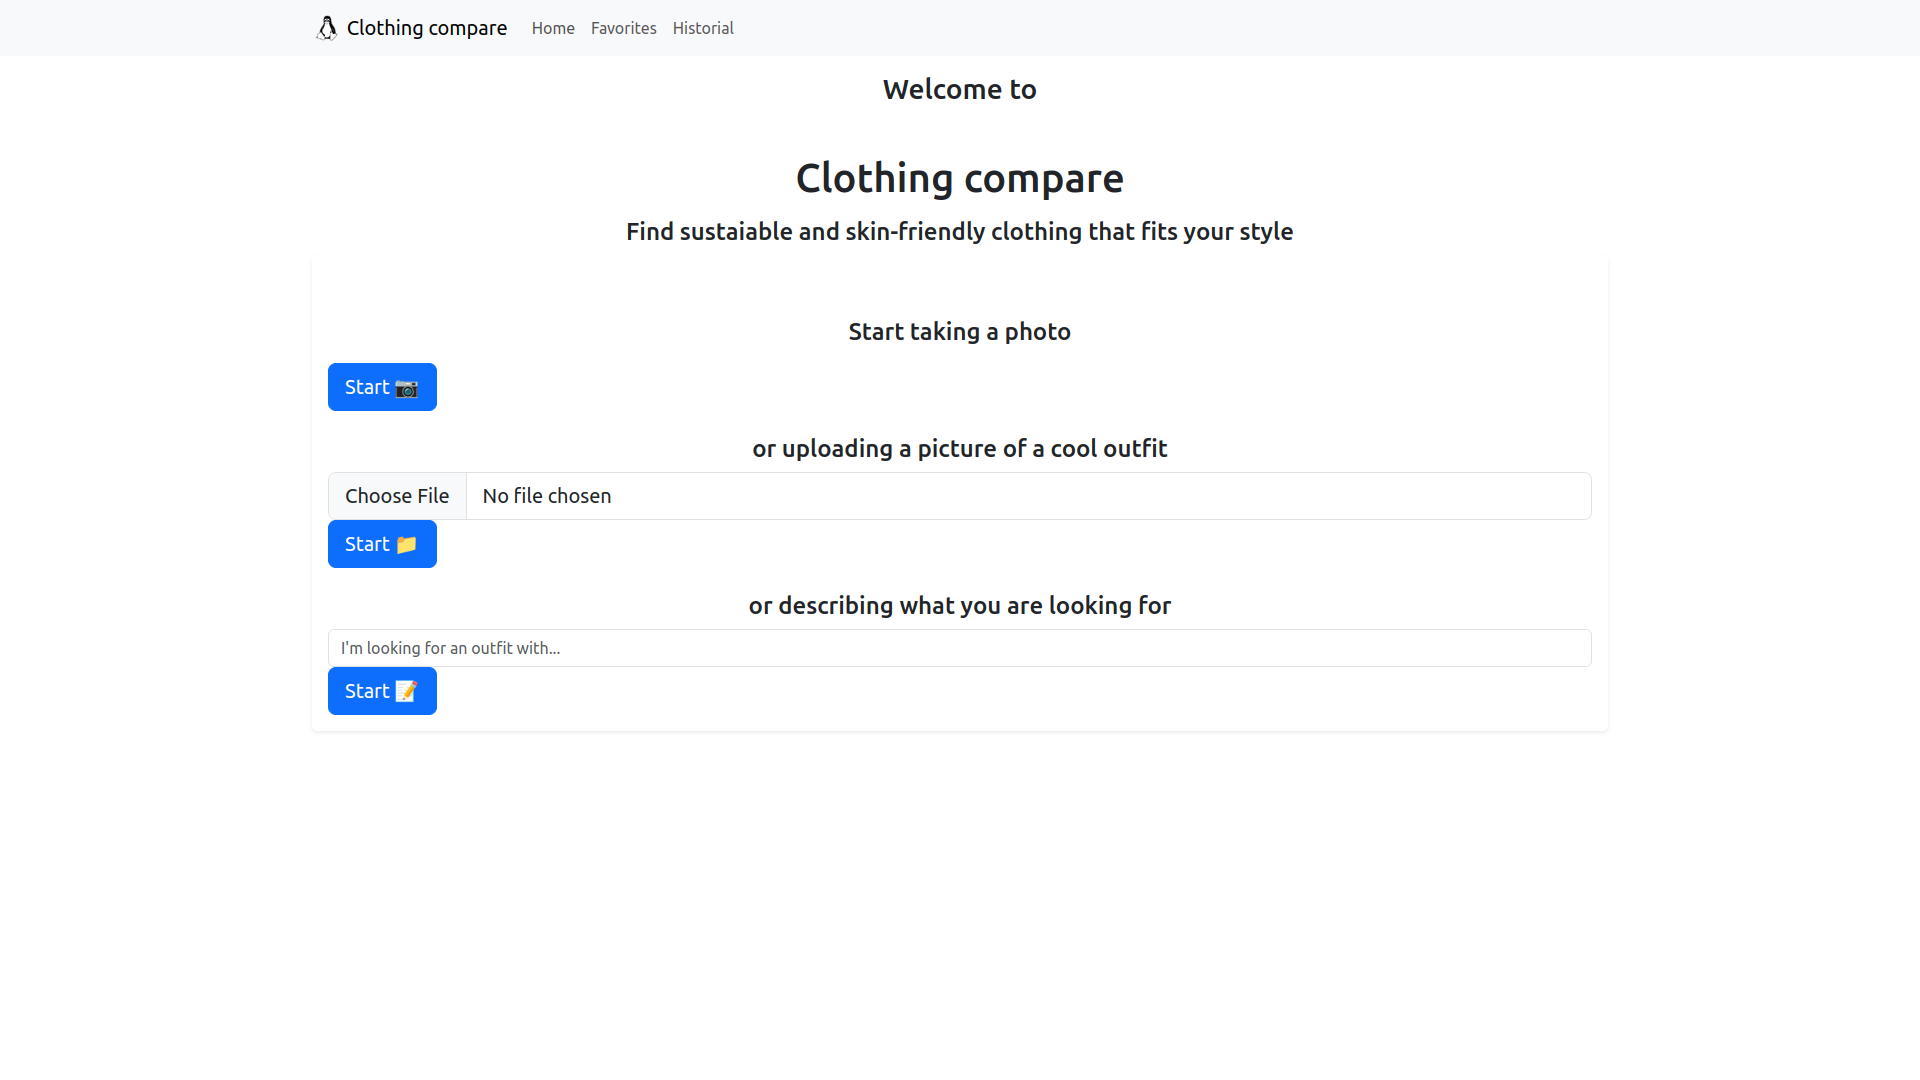 Clothing compare Home Favorites Historial
Welcome to
Clothing compare
Find sustaiable and skin-friendly clothing that fits your style
Start taking a photo
Start 📷
or uploading a picture of a cool outfit
Choose File No file chosen
Start 📁
or describing what you are looking for
I'm looking for an outfit with...
Start 📝